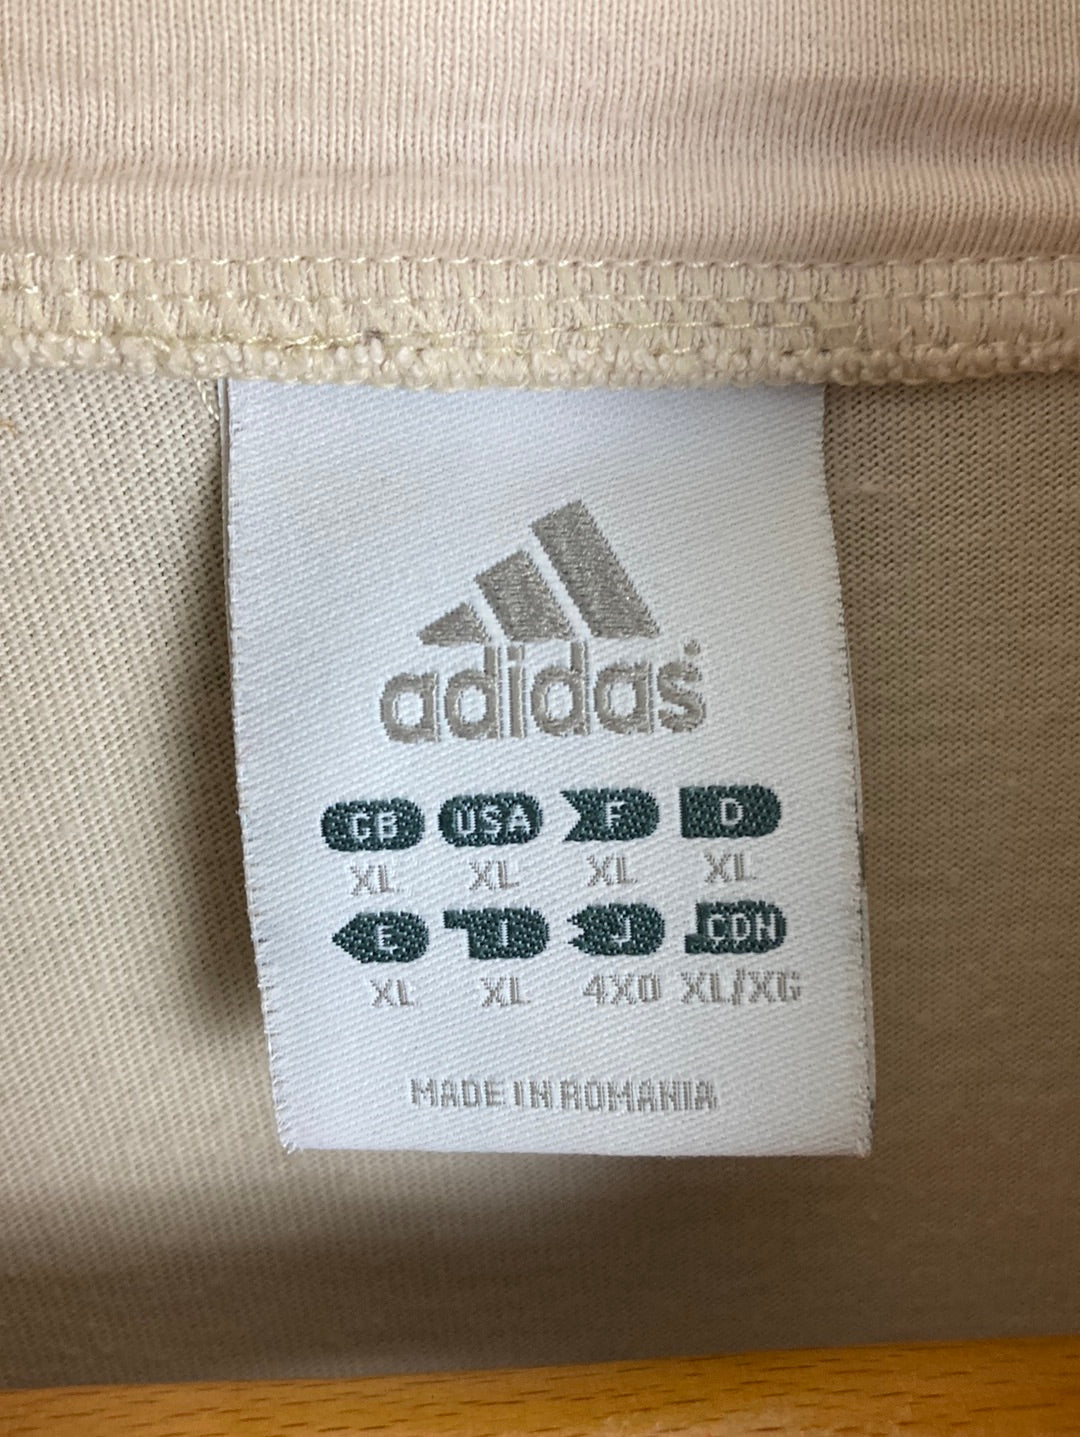 adidas
GB USA F D
XL XL XL XL
E I J CDN
XL XL 4XO XL/XG
MADE IN ROMANIA